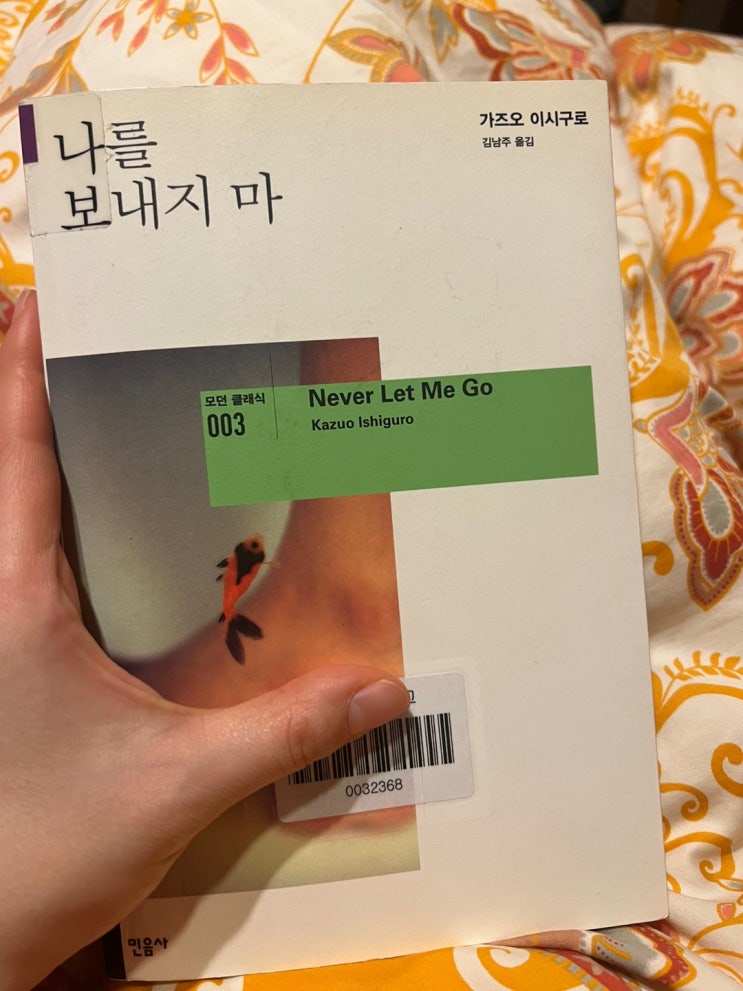 나를
보내지 마
가즈오 이시구로
김남주 옮김
모던 클래식
003
Never Let Me Go
Kazuo Ishiguro
0032368
민음사